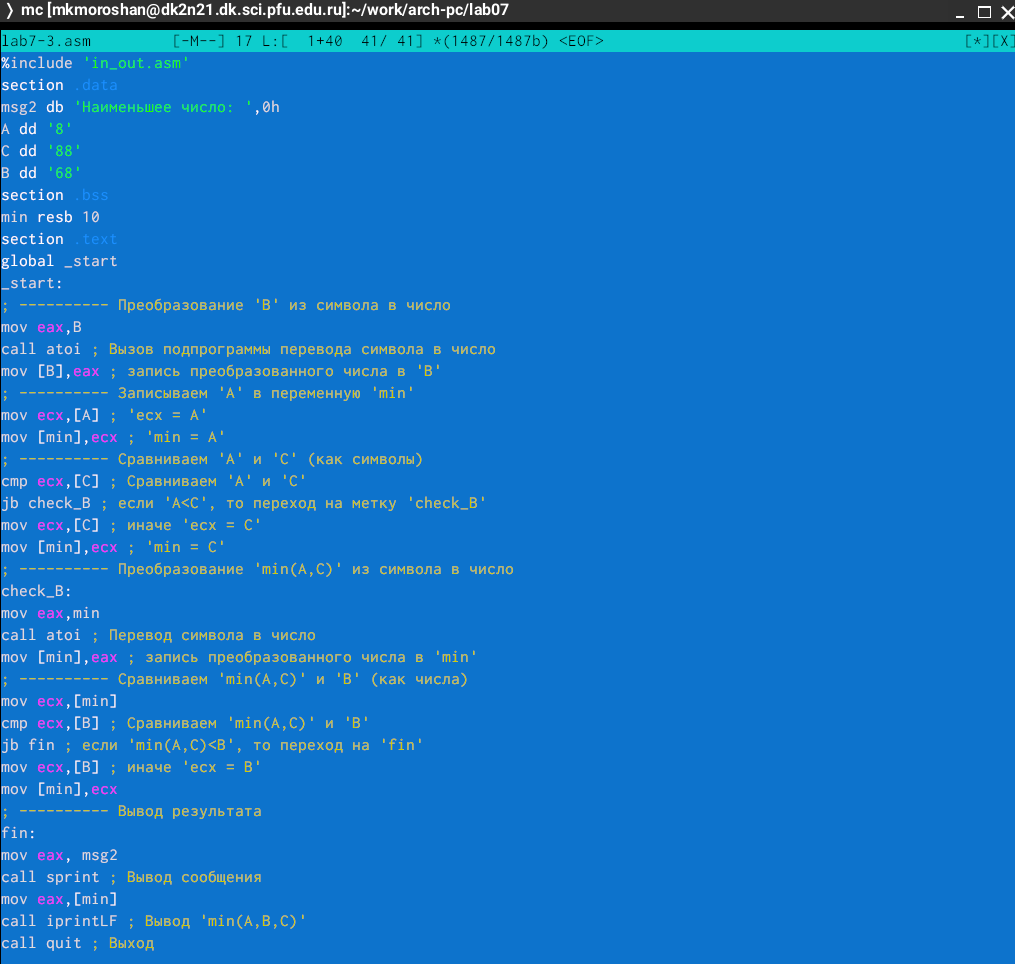 ❭ mc [mkmoroshan@dk2n21.dk.sci.pfu.edu.ru]:~/work/arch-pc/lab07
lab7-3.asm [-M--] 17 L:[ 1+40 41/ 41] *(1487/1487b) <EOF> [*][X]
%include 'in_out.asm'
section .data
msg2 db 'Наименьшее число: ',0h
A dd '8'
C dd '88'
B dd '68'
section .bss
min resb 10
section .text
global _start
_start:
; ---------- Преобразование 'B' из символа в число
mov eax,B
call atoi ; Вызов подпрограммы перевода символа в число
mov [B],eax ; запись преобразованного числа в 'B'
; ---------- Записываем 'A' в переменную 'min'
mov ecx,[A] ; 'ecx = A'
mov [min],ecx ; 'min = A'
; ---------- Сравниваем 'A' и 'C' (как символы)
cmp ecx,[C] ; Сравниваем 'A' и 'C'
jb check_B ; если 'A<C', то переход на метку 'check_B'
mov ecx,[C] ; иначе 'ecx = C'
mov [min],ecx ; 'min = C'
; ---------- Преобразование 'min(A,C)' из символа в число
check_B:
mov eax,min
call atoi ; Перевод символа в число
mov [min],eax ; запись преобразованного числа в 'min'
; ---------- Сравниваем 'min(A,C)' и 'B' (как числа)
mov ecx,[min]
cmp ecx,[B] ; Сравниваем 'min(A,C)' и 'B'
jb fin ; если 'min(A,C)<B', то переход на 'fin'
mov ecx,[B] ; иначе 'ecx = B'
mov [min],ecx
; ---------- Вывод результата
fin:
mov eax, msg2
call sprint ; Вывод сообщения
mov eax,[min]
call iprintLF ; Вывод 'min(A,B,C)'
call quit ; Выход